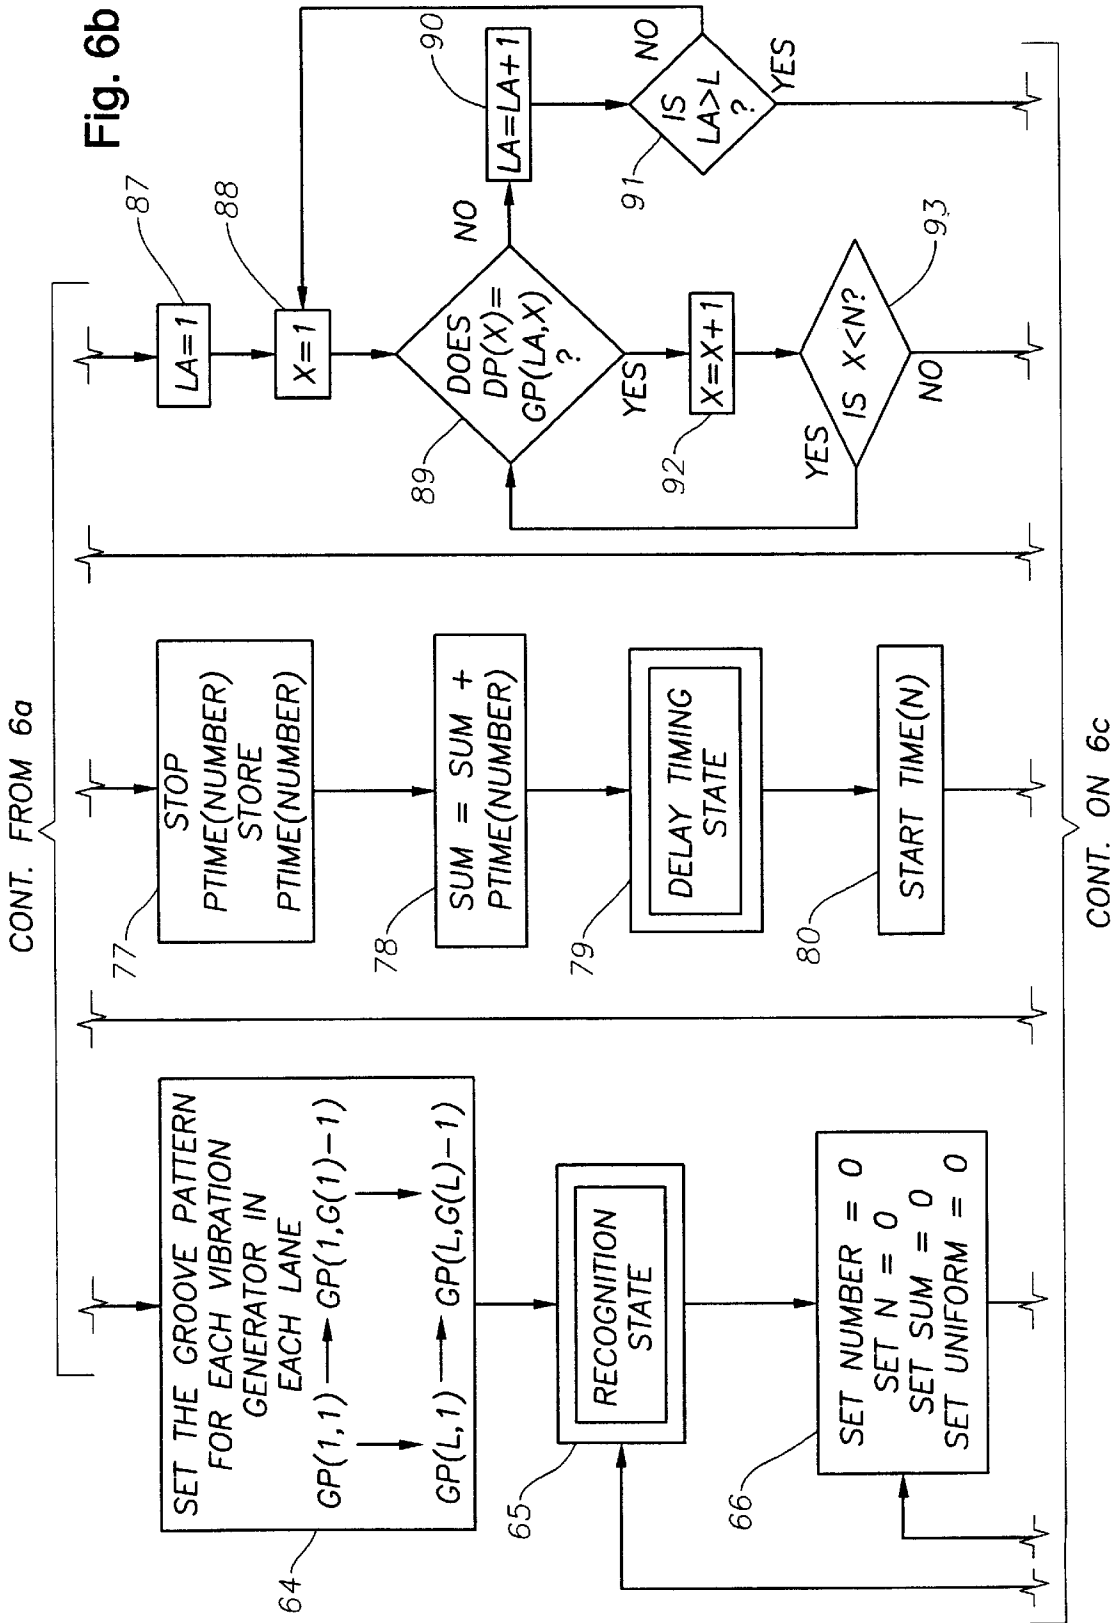 Fig. 6b
CONT. FROM 6a
64
SET THE GROOVE PATTERN
FOR EACH VIBRATION
GENERATOR IN
EACH LANE
GP(1,1) GP(1,G(1)-1)
GP(L,1) GP(L,G(L)-1)
65
RECOGNITION
STATE
66
SET NUMBER = 0
SET N = 0
SET SUM = 0
SET UNIFORM = 0
77
STOP
PTIME(NUMBER)
STORE
PTIME(NUMBER)
78
SUM = SUM +
PTIME(NUMBER)
79
DELAY TIMING
STATE
80
START TIME(N)
87
LA=1
88
X=1
89
DOES
DP(X)=
GP(LA,X)
?
NO
YES
90
LA=LA+1
91
IS
LA>L
?
NO
YES
92
X=X+1
93
IS X<N?
YES
NO
CONT. ON 6c